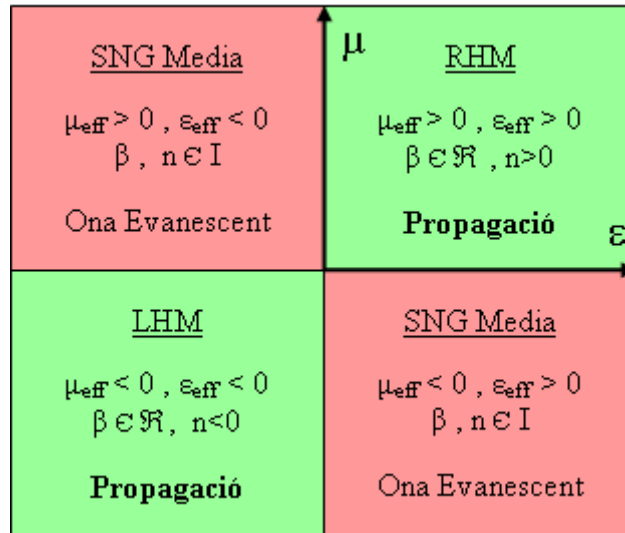 SNG Media
μeff > 0 , εeff < 0
β , n ∈ I
Ona Evanescent
μ
RHM
μeff > 0 , εeff > 0
β ∈ ℜ , n>0
Propagació
ε
LHM
μeff < 0 , εeff < 0
β ∈ ℜ, n<0
Propagació
SNG Media
μeff < 0 , εeff > 0
β , n ∈ I
Ona Evanescent